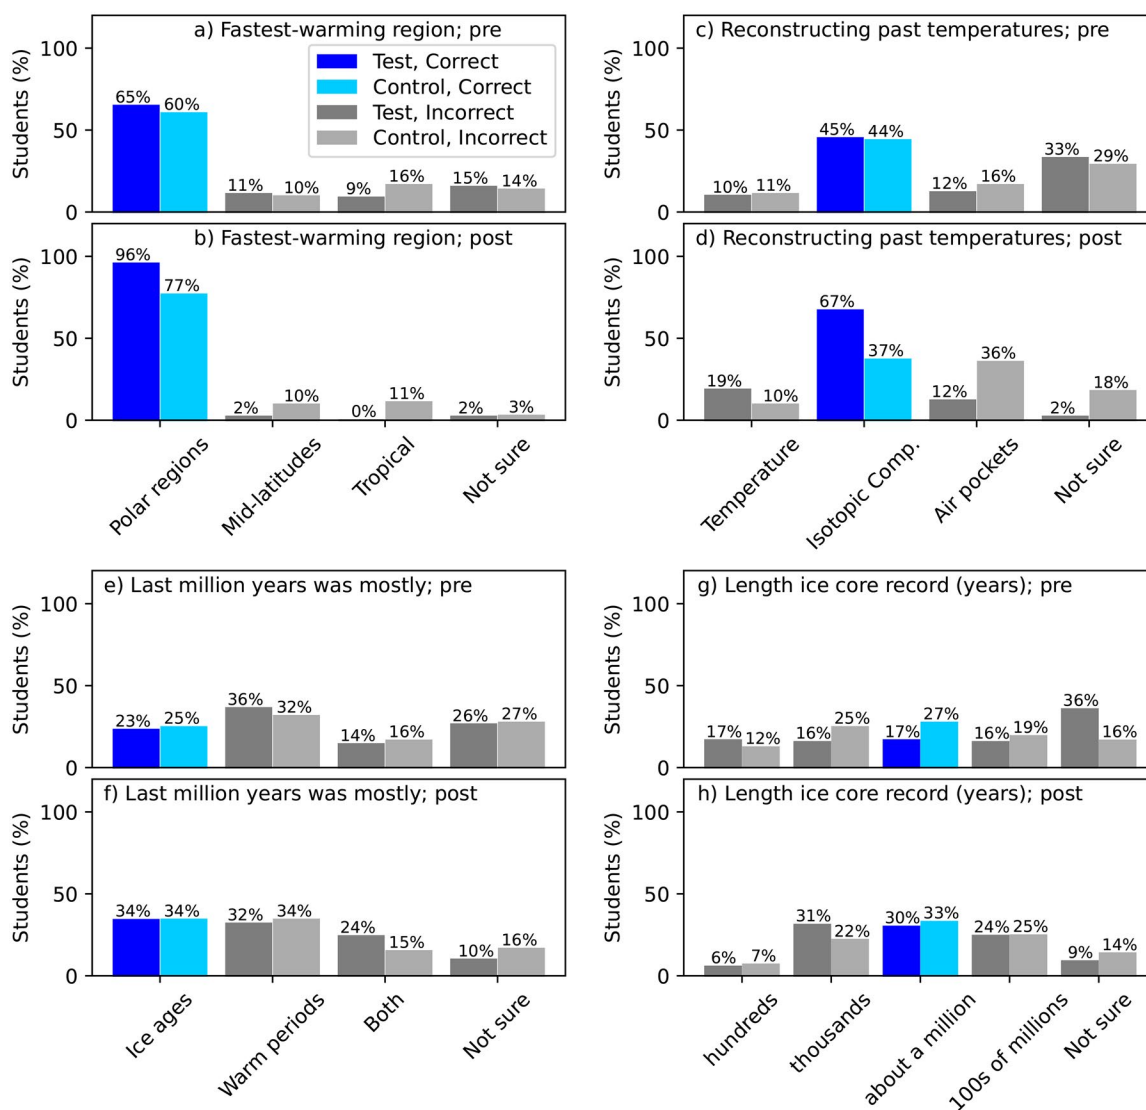 a) Fastest-warming region; pre
Test, Correct
Control, Correct
Test, Incorrect
Control, Incorrect
Students (%)
100
50
0
65% 60%
11% 10%
9% 16%
15% 14%
b) Fastest-warming region; post
Students (%)
100
50
0
96% 77%
2% 10%
0% 11%
2% 3%
Polar regions
Mid-latitudes
Tropical
Not sure
c) Reconstructing past temperatures; pre
Students (%)
100
50
0
10% 11%
45% 44%
12% 16%
33% 29%
d) Reconstructing past temperatures; post
Students (%)
100
50
0
19% 10%
67% 37%
12% 36%
2% 18%
Temperature
Isotopic Comp.
Air pockets
Not sure
e) Last million years was mostly; pre
Students (%)
100
50
0
23% 25%
36% 32%
14% 16%
26% 27%
f) Last million years was mostly; post
Students (%)
100
50
0
34% 34%
32% 34%
24% 15%
10% 16%
Ice ages
Warm periods
Both
Not sure
g) Length ice core record (years); pre
Students (%)
100
50
0
17% 12%
16% 25%
17% 27%
16% 19%
36% 16%
h) Length ice core record (years); post
Students (%)
100
50
0
6% 7%
31% 22%
30% 33%
24% 25%
9% 14%
hundreds
thousands
about a million
100s of millions
Not sure